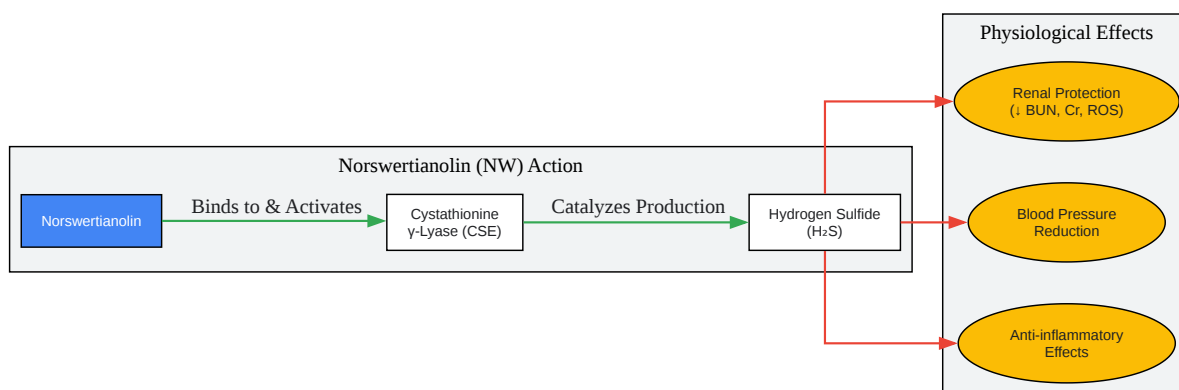 Physiological Effects
Renal Protection
(↓ BUN, Cr, ROS)
Norswertianolin (NW) Action
Norswertianolin
Binds to & Activates
Cystathionine
γ-Lyase (CSE)
Catalyzes Production
Hydrogen Sulfide
(H₂S)
Blood Pressure
Reduction
Anti-inflammatory
Effects